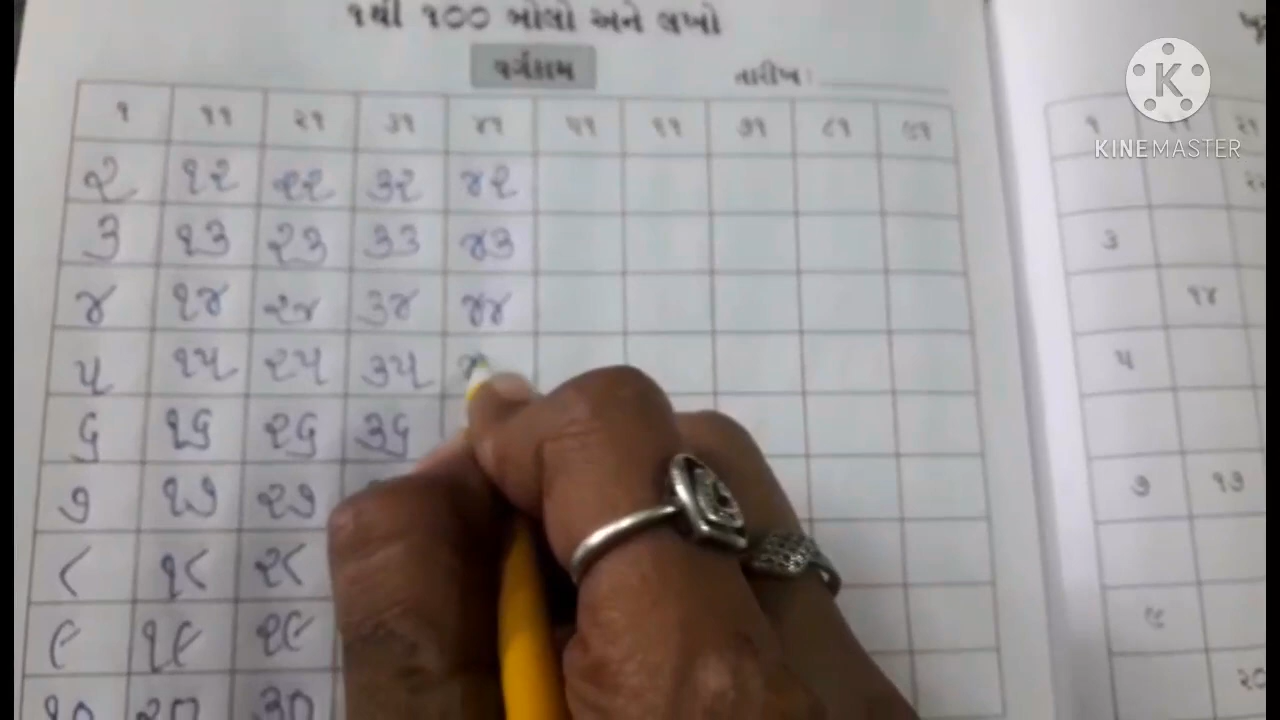 ૧થી ૧૦૦ બોલો અને લખો
વર્ગકામ
તારીખ :
૧ ૧૧ ૨૧ ૩૧ ૪૧ ૫૧ ૬૧ ૭૧ ૮૧ ૯૧
૨ ૧૨ ૨૨ ૩૨ ૪૨
૩ ૧૩ ૨૩ ૩૩ ૪૩
૪ ૧૪ ૨૪ ૩૪ ૪૪
૫ ૧૫ ૨૫ ૩૫ ૪
૬ ૧૬ ૨૬ ૩૬
૭ ૧૭ ૨૭
૮ ૧૮ ૨૮
૯ ૧૯ ૨૯
૧૦ ૨૦ ૩૦
૧ ૧૧ ૨૧
૩
૧૪
૫
૭ ૧૭
૯
૨૦
KINEMASTER